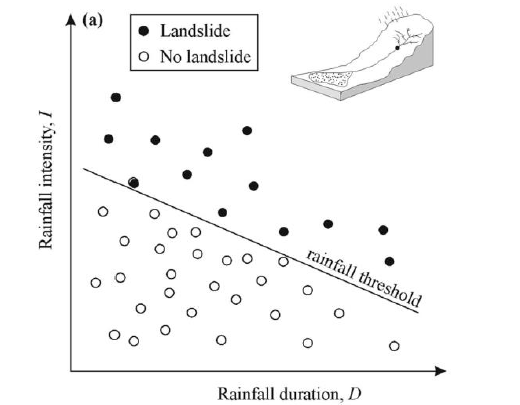 (a)
Landslide
No landslide
Rainfall intensity, I
rainfall threshold
Rainfall duration, D